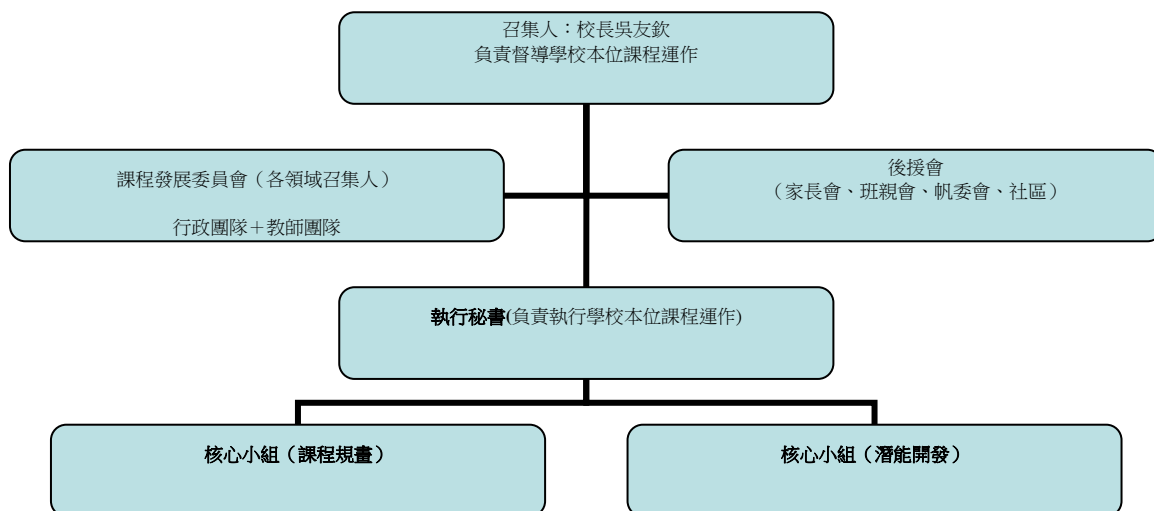 召集人：校長吳友欽
負責督導學校本位課程運作
課程發展委員會（各領域召集人）
行政團隊＋教師團隊
後援會
（家長會、班親會、帆委會、社區）
執行秘書(負責執行學校本位課程運作)
核心小組（課程規畫）
核心小組（潛能開發）